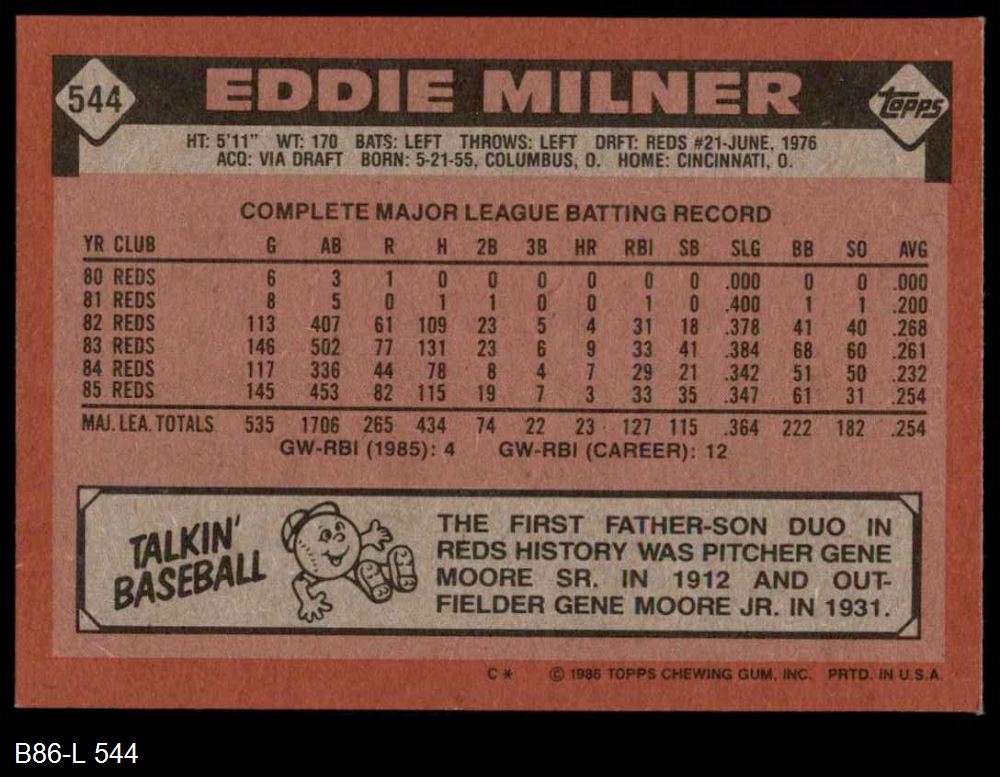 544 EDDIE MILNER Topps
HT: 5'11" WT: 170 BATS: LEFT THROWS: LEFT DRFT: REDS #21-JUNE, 1976
ACQ: VIA DRAFT BORN: 5-21-55, COLUMBUS, O. HOME: CINCINNATI, O.
COMPLETE MAJOR LEAGUE BATTING RECORD
YR CLUB G AB R H 2B 3B HR RBI SB SLG BB SO AVG
80 REDS 6 3 1 0 0 0 0 0 0 .000 0 0 .000
81 REDS 8 5 0 1 1 0 0 1 0 .400 1 1 .200
82 REDS 113 407 61 109 23 5 4 31 18 .378 41 40 .268
83 REDS 146 502 77 131 23 6 9 33 41 .384 68 60 .261
84 REDS 117 336 44 78 8 4 7 29 21 .342 51 50 .232
85 REDS 145 453 82 115 19 7 3 33 35 .347 61 31 .254
MAJ. LEA. TOTALS 535 1706 265 434 74 22 23 127 115 .364 222 182 .254
GW-RBI (1985): 4 GW-RBI (CAREER): 12
TALKIN'
BASEBALL
THE FIRST FATHER-SON DUO IN
REDS HISTORY WAS PITCHER GENE
MOORE SR. IN 1912 AND OUT-
FIELDER GENE MOORE JR. IN 1931.
C * © 1986 TOPPS CHEWING GUM, INC. PRTD. IN U.S.A.
B86-L 544